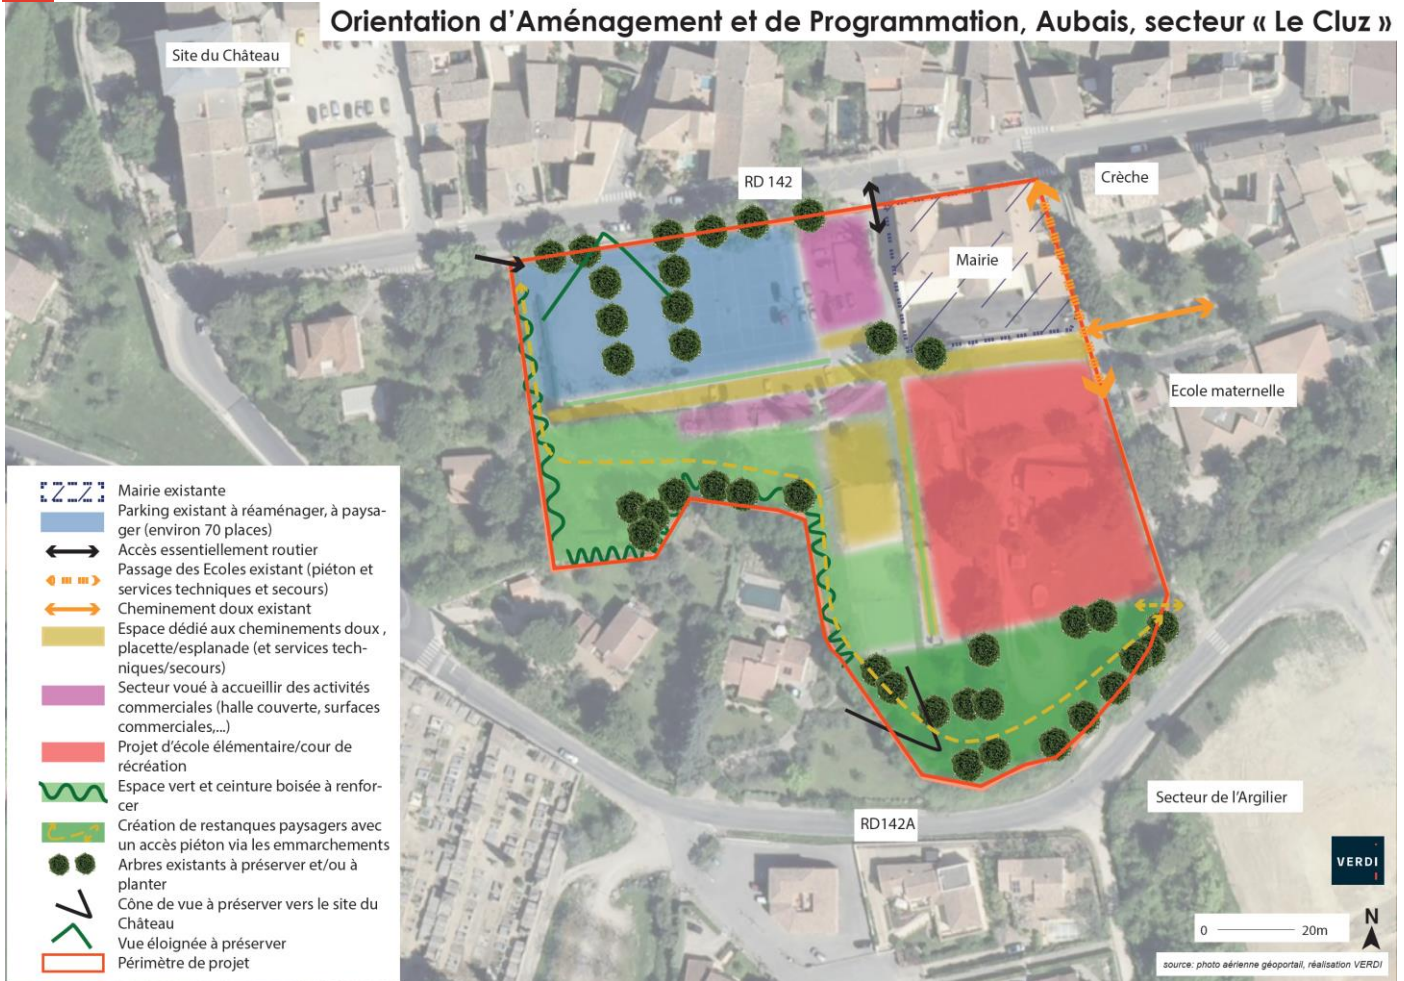 Orientation d’Aménagement et de Programmation, Aubais, secteur « Le Cluz »
Site du Château
RD 142
Crèche
Mairie
Ecole maternelle
Mairie existante
Parking existant à réaménager, à paysa-
ger (environ 70 places)
Accès essentiellement routier
Passage des Ecoles existant (piéton et
services techniques et secours)
Cheminement doux existant
Espace dédié aux cheminements doux ,
placette/esplanade (et services tech-
niques/secours)
Secteur voué à accueillir des activités
commerciales (halle couverte, surfaces
commerciales,...)
Projet d’école élémentaire/cour de
récréation
Espace vert et ceinture boisée à renfor-
cer
Création de restanques paysagers avec
un accès piéton via les emmarchements
Arbres existants à préserver et/ou à
planter
Cône de vue à préserver vers le site du
Château
Vue éloignée à préserver
Périmètre de projet
Secteur de l’Argilier
RD142A
VERDI
N
0 20m
source: photo aérienne géoportail, réalisation VERDI